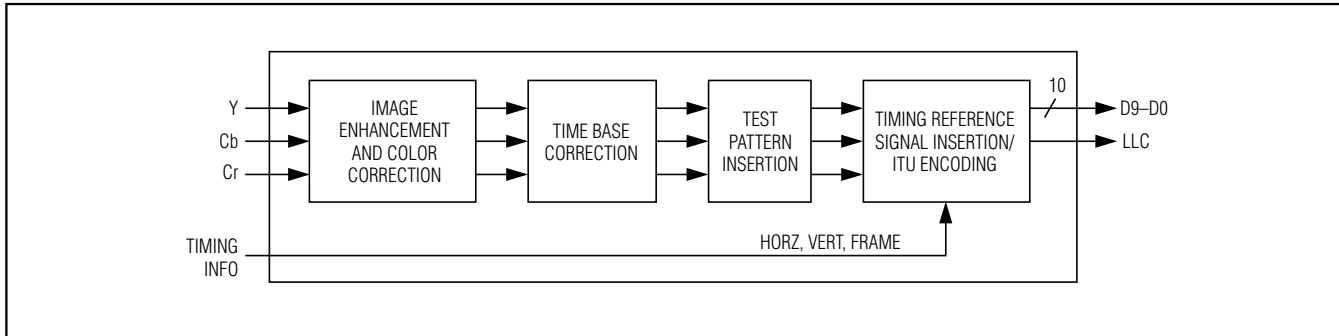 Y
Cb
Cr
IMAGE
ENHANCEMENT
AND COLOR
CORRECTION
TIME BASE
CORRECTION
TEST
PATTERN
INSERTION
TIMING REFERENCE
SIGNAL INSERTION/
ITU ENCODING
10
D9–D0
LLC
TIMING
INFO
HORZ, VERT, FRAME